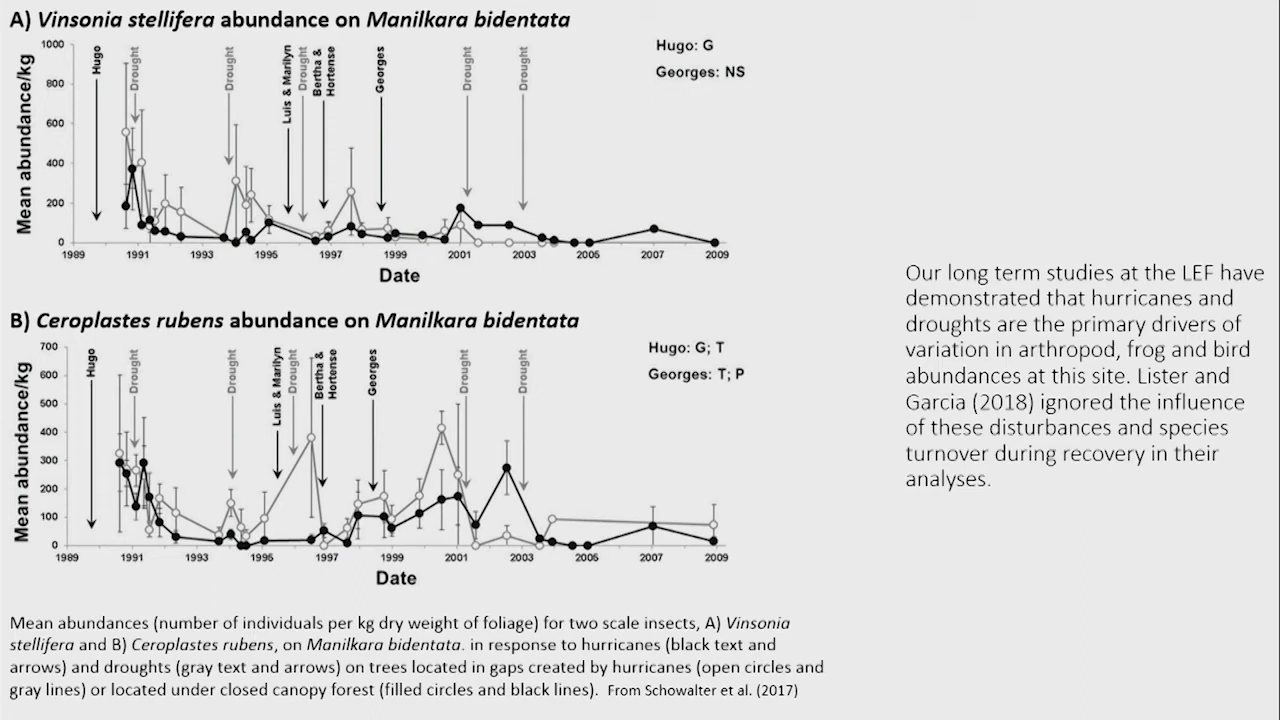 A) Vinsonia stellifera abundance on Manilkara bidentata
Mean abundance/kg
1000
800
600
400
200
0
Hugo
Drought
Drought
Luis & Marilyn
Drought
Bertha &
Hortense
Georges
Drought
Drought
Hugo: G
Georges: NS
1989
1991
1993
1995
1997
1999
2001
2003
2005
2007
2009
Date
B) Ceroplastes rubens abundance on Manilkara bidentata
Mean abundance/kg
700
600
500
400
300
200
100
0
Hugo
Drought
Drought
Luis & Marilyn
Drought
Bertha &
Hortense
Georges
Drought
Drought
Hugo: G; T
Georges: T; P
1989
1991
1993
1995
1997
1999
2001
2003
2005
2007
2009
Date
Mean abundances (number of individuals per kg dry weight of foliage) for two scale insects, A) Vinsonia
stellifera and B) Ceroplastes rubens, on Manilkara bidentata. in response to hurricanes (black text and
arrows) and droughts (gray text and arrows) on trees located in gaps created by hurricanes (open circles and
gray lines) or located under closed canopy forest (filled circles and black lines). From Schowalter et al. (2017)
Our long term studies at the LEF have
demonstrated that hurricanes and
droughts are the primary drivers of
variation in arthropod, frog and bird
abundances at this site. Lister and
Garcia (2018) ignored the influence
of these disturbances and species
turnover during recovery in their
analyses.